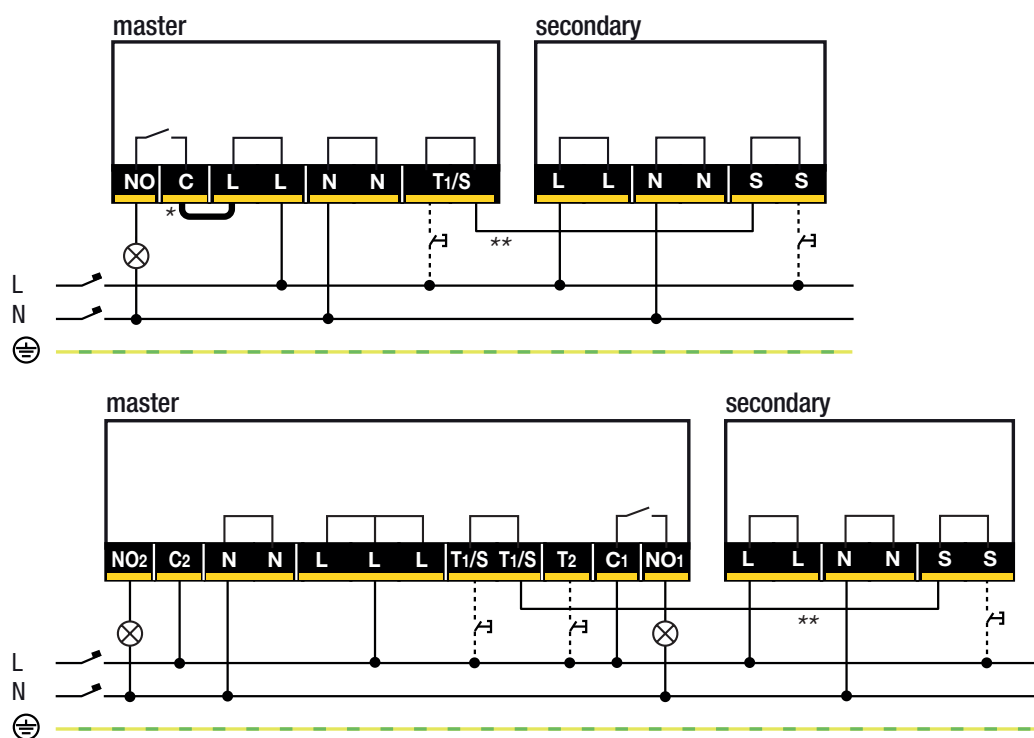 master secondary
NO C L L N N T1/S L L N N S S
*
**
L
N
master secondary
NO2 C2 N N L L L T1/S T1/S T2 C1 NO1 L L N N S S
**
L
N